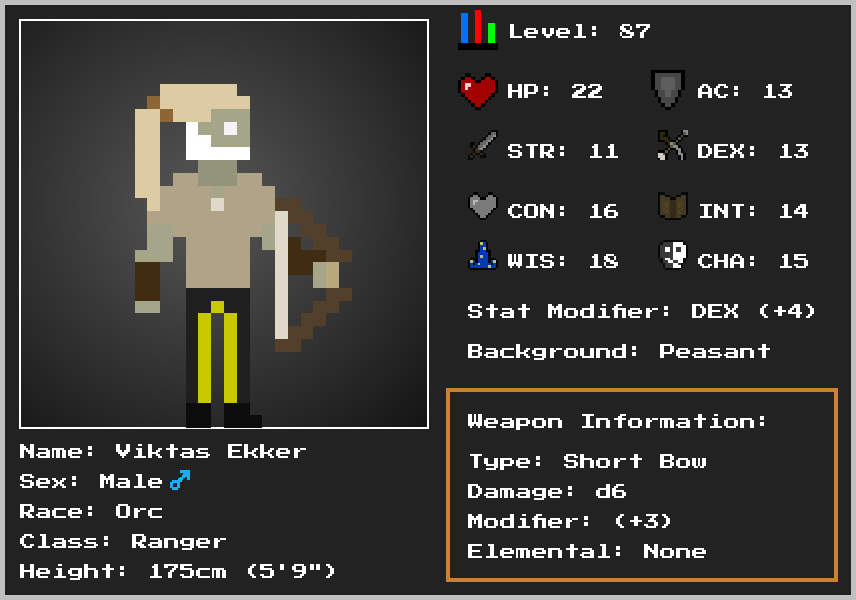 Level: 87
HP: 22
AC: 13
STR: 11
DEX: 13
CON: 16
INT: 14
WIS: 18
CHA: 15
Stat Modifier: DEX (+4)
Background: Peasant
Weapon Information:
Type: Short Bow
Damage: d6
Modifier: (+3)
Elemental: None
Name: Viktas Ekker
Sex: Male♂
Race: Orc
Class: Ranger
Height: 175cm (5'9")